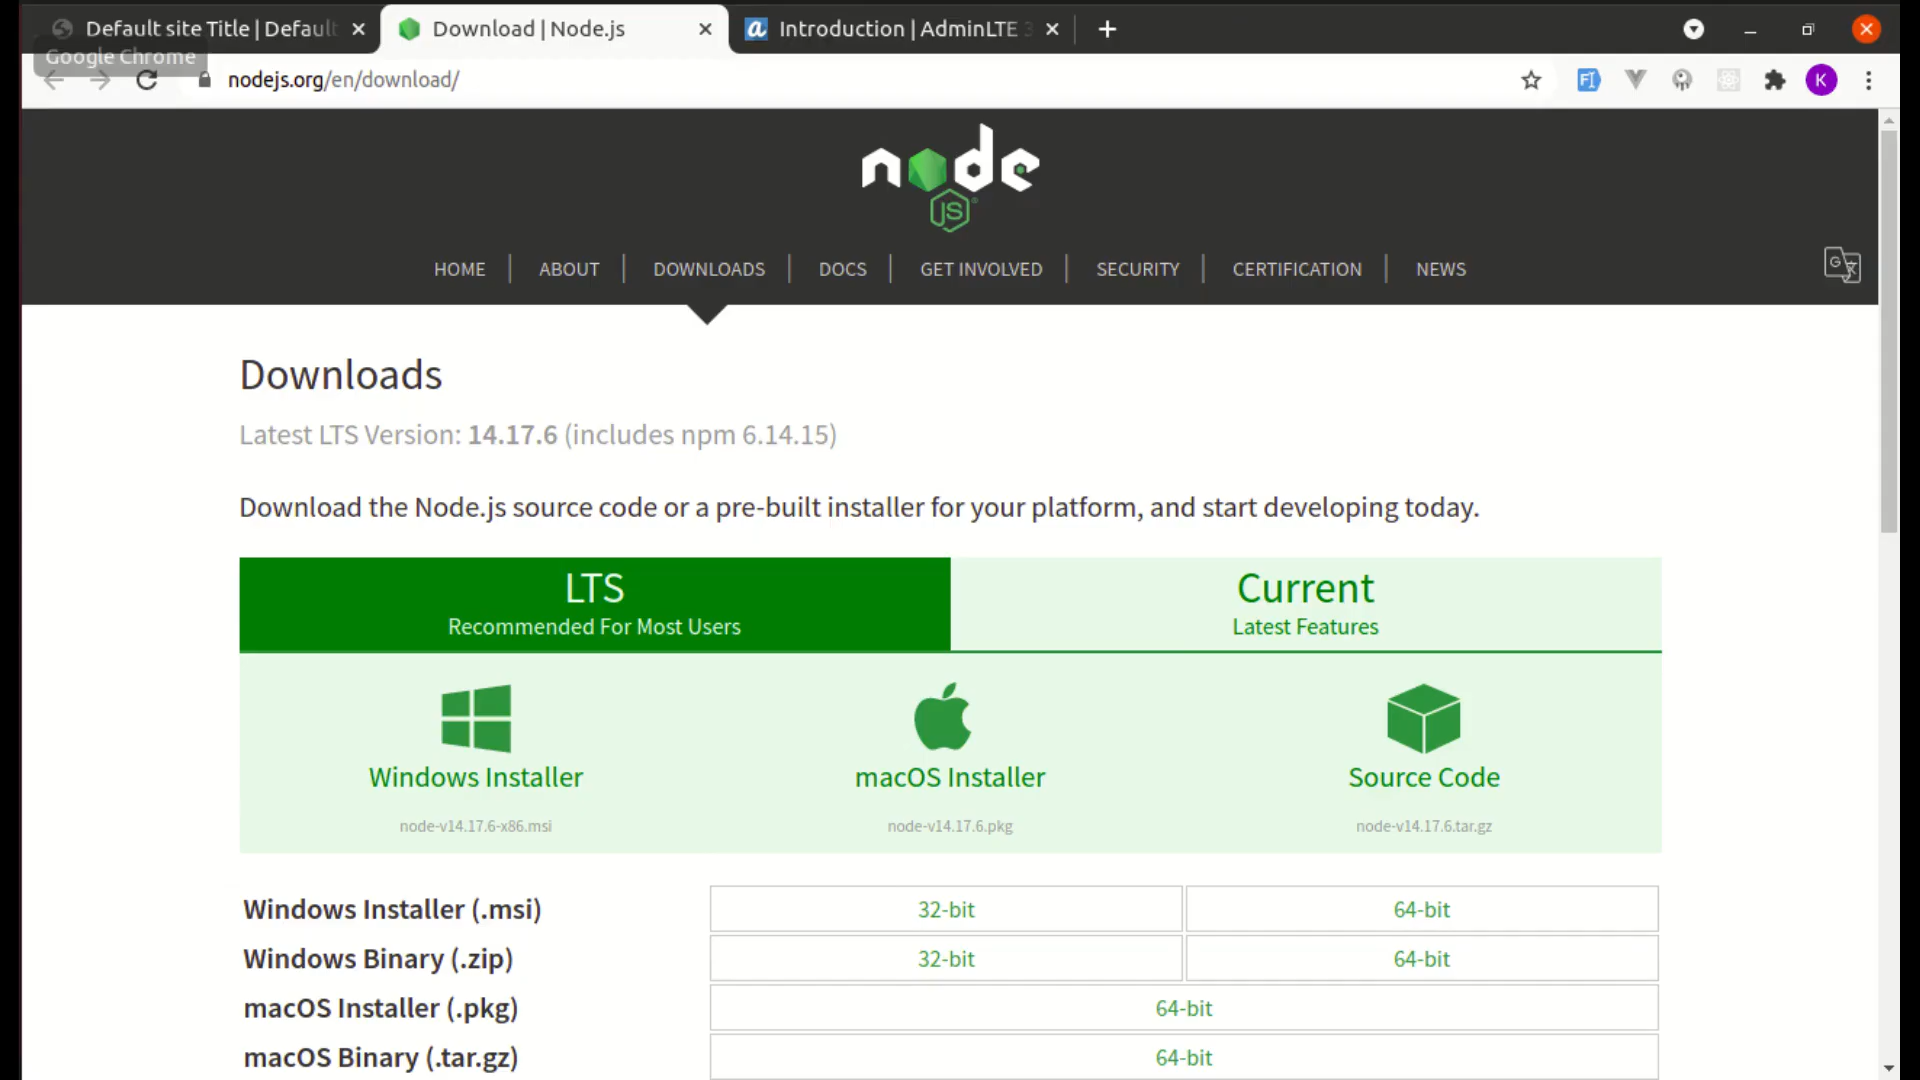 Default site Title | Defaul
Download | Node.js
Introduction | AdminLTE 3
Google Chrome
nodejs.org/en/download/
K
node
JS
HOME
ABOUT
DOWNLOADS
DOCS
GET INVOLVED
SECURITY
CERTIFICATION
NEWS
Downloads
Latest LTS Version: 14.17.6 (includes npm 6.14.15)
Download the Node.js source code or a pre-built installer for your platform, and start developing today.
LTS
Recommended For Most Users
Current
Latest Features
Windows Installer
node-v14.17.6-x86.msi
macOS Installer
node-v14.17.6.pkg
Source Code
node-v14.17.6.tar.gz
Windows Installer (.msi) 32-bit 64-bit
Windows Binary (.zip) 32-bit 64-bit
macOS Installer (.pkg) 64-bit
macOS Binary (.tar.gz) 64-bit